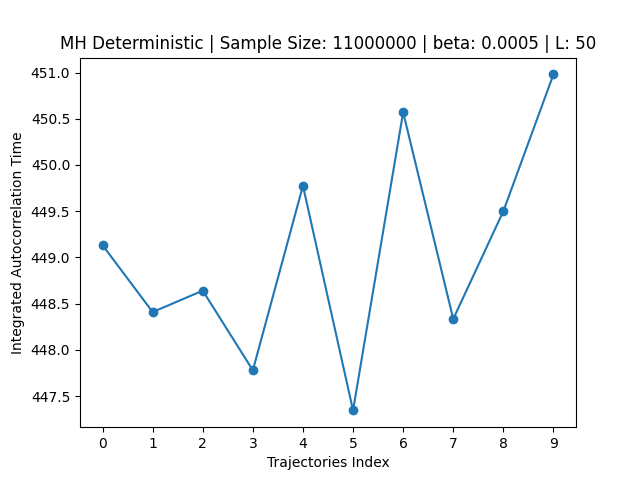 MH Deterministic | Sample Size: 11000000 | beta: 0.0005 | L: 50
451.0
450.5
450.0
449.5
449.0
448.5
448.0
447.5
Integrated Autocorrelation Time
0 1 2 3 4 5 6 7 8 9
Trajectories Index